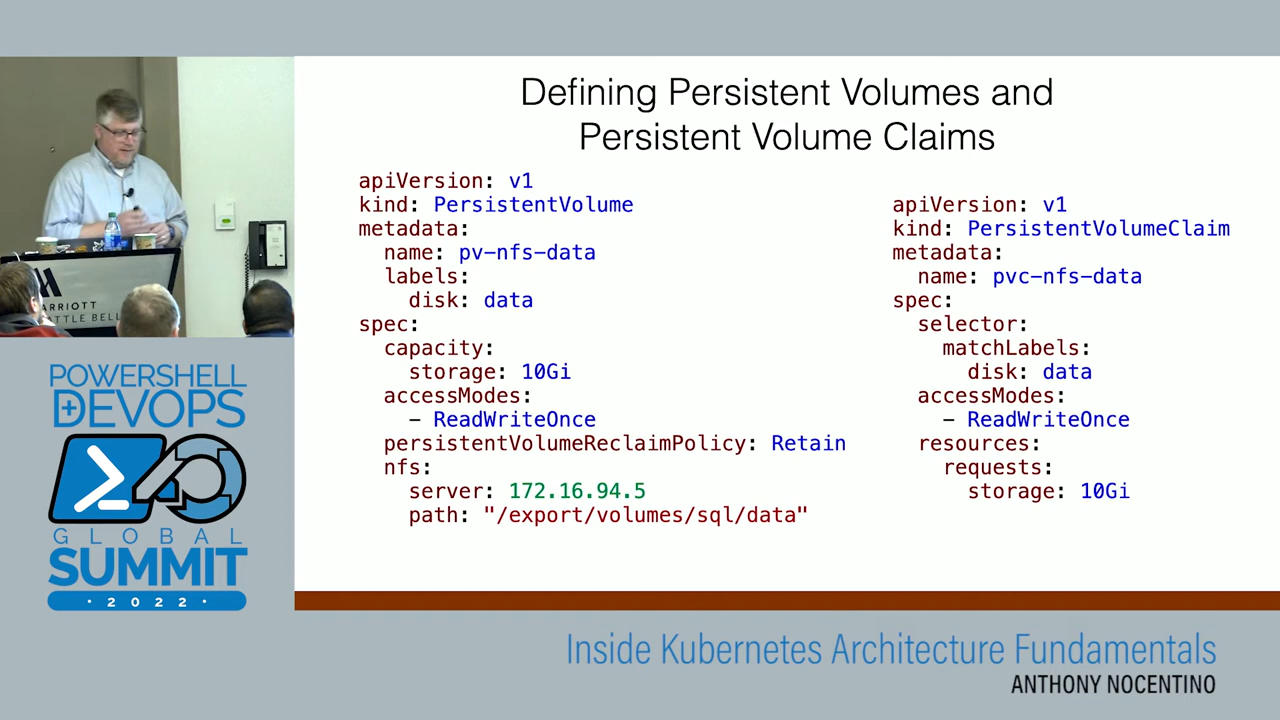 Defining Persistent Volumes and
Persistent Volume Claims
apiVersion: v1
kind: PersistentVolume
metadata:
  name: pv-nfs-data
  labels:
    disk: data
spec:
  capacity:
    storage: 10Gi
  accessModes:
    - ReadWriteOnce
  persistentVolumeReclaimPolicy: Retain
  nfs:
    server: 172.16.94.5
    path: "/export/volumes/sql/data"
apiVersion: v1
kind: PersistentVolumeClaim
metadata:
  name: pvc-nfs-data
spec:
  selector:
    matchLabels:
      disk: data
  accessModes:
    - ReadWriteOnce
  resources:
    requests:
      storage: 10Gi
POWERSHELL
DEVOPS
GLOBAL
SUMMIT
· 2022 ·
Inside Kubernetes Architecture Fundamentals
ANTHONY NOCENTINO